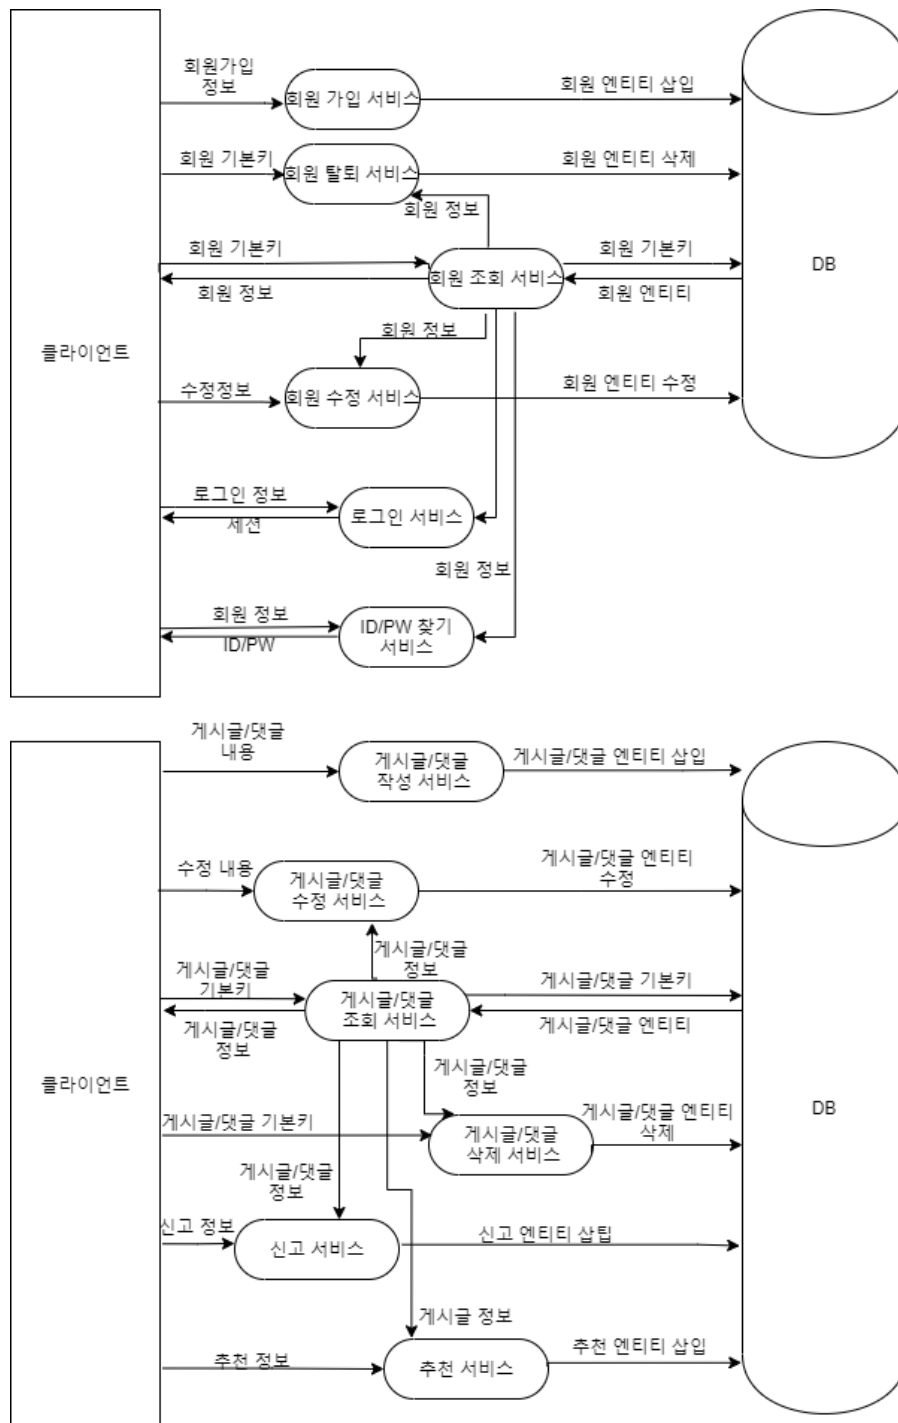 회원가입
정보
회원 가입 서비스
회원 엔티티 삽입
회원 기본키
회원 탈퇴 서비스
회원 엔티티 삭제
회원 정보
회원 기본키
회원 조회 서비스
회원 기본키
DB
회원 정보
회원 엔티티
회원 정보
클라이언트
수정정보
회원 수정 서비스
회원 엔티티 수정
로그인 정보
로그인 서비스
세션
회원 정보
회원 정보
ID/PW 찾기
서비스
ID/PW
게시글/댓글
내용
게시글/댓글
작성 서비스
게시글/댓글 엔티티 삽입
수정 내용
게시글/댓글
수정 서비스
게시글/댓글 엔티티
수정
게시글/댓글
정보
게시글/댓글
기본키
게시글/댓글
조회 서비스
게시글/댓글 기본키
게시글/댓글
정보
게시글/댓글 엔티티
클라이언트
게시글/댓글
정보
DB
게시글/댓글 기본키
게시글/댓글
삭제 서비스
게시글/댓글 엔티티
삭제
게시글/댓글
정보
신고 정보
신고 서비스
신고 엔티티 삽팁
게시글 정보
추천 정보
추천 서비스
추천 엔티티 삽입